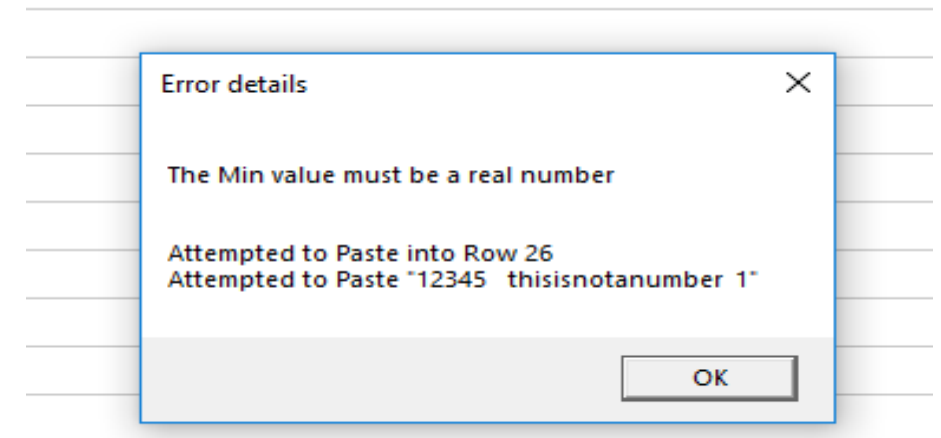 Error details
The Min value must be a real number
Attempted to Paste into Row 26
Attempted to Paste "12345   thisisnotanumber 1"
OK